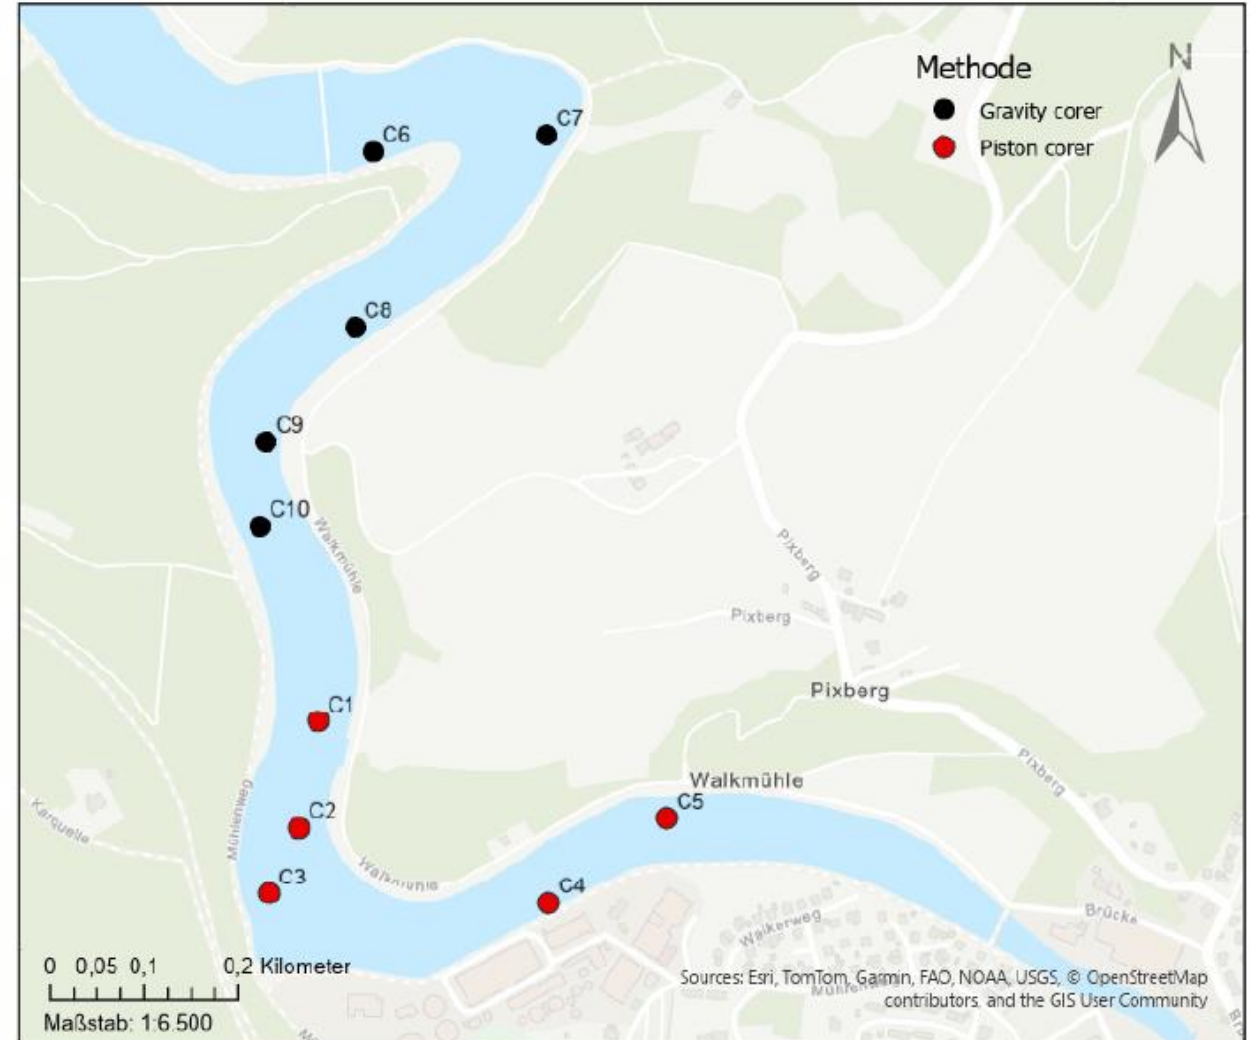 Methode
Gravity corer
Piston corer
N
C6
C7
C8
C9
C10
Walkmühle
Pixberg
Pixberg
Pixberg
C1
Walkmühle
Pixberg
C5
C2
Mühlenweg
Karquelle
C3
C4
Brücke
Walkerweg
0 0,05 0,1 0,2 Kilometer
Maßstab: 1:6 500
Sources: Esri, TomTom, Garmin, FAO, NOAA, USGS, © OpenStreetMap
contributors, and the GIS User Community